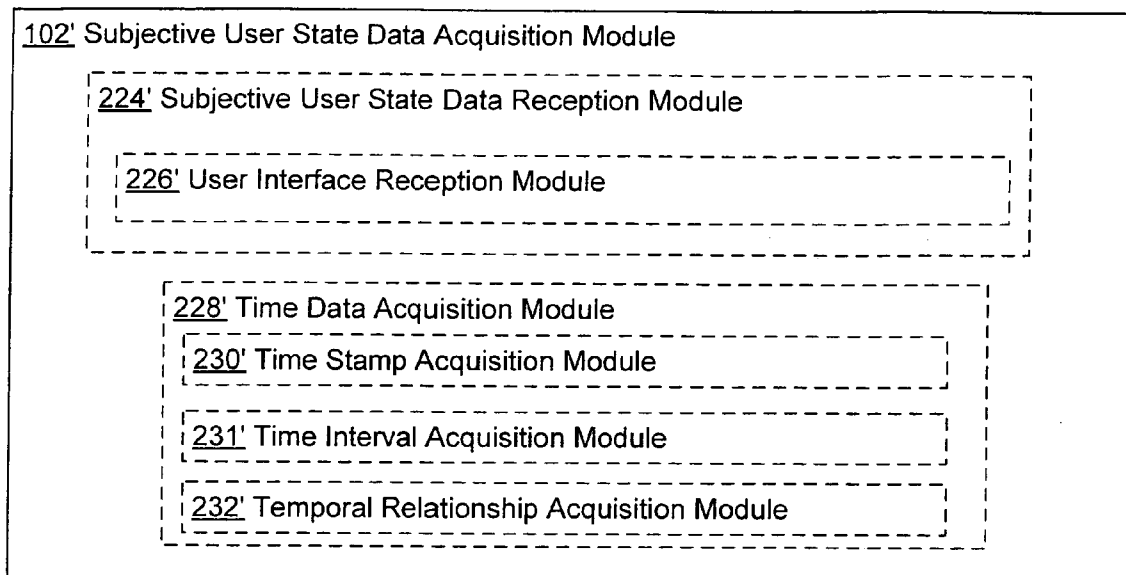 102' Subjective User State Data Acquisition Module
224' Subjective User State Data Reception Module
226' User Interface Reception Module
228' Time Data Acquisition Module
230' Time Stamp Acquisition Module
231' Time Interval Acquisition Module
232' Temporal Relationship Acquisition Module